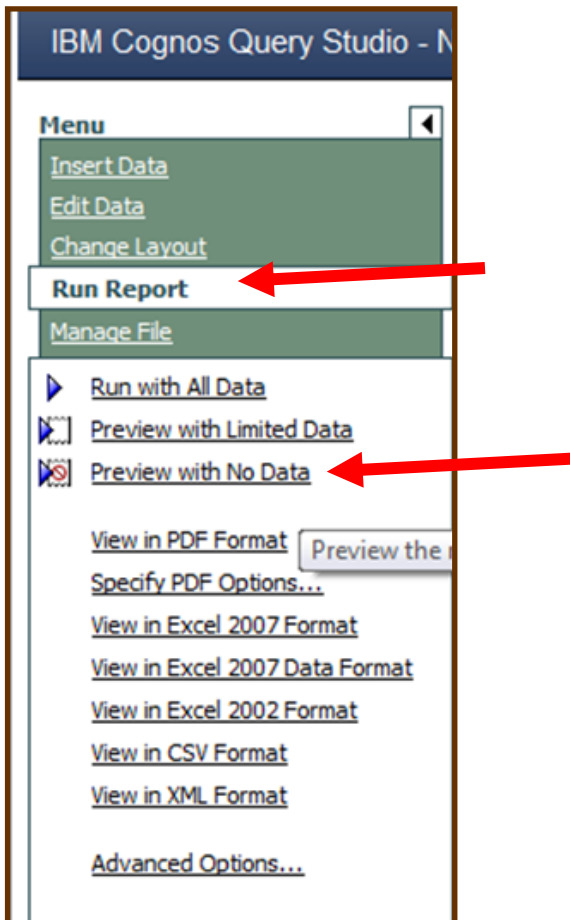 IBM Cognos Query Studio - N
Menu
Insert Data
Edit Data
Change Layout
Run Report
Manage File
Run with All Data
Preview with Limited Data
Preview with No Data
View in PDF Format
Preview the
Specify PDF Options...
View in Excel 2007 Format
View in Excel 2007 Data Format
View in Excel 2002 Format
View in CSV Format
View in XML Format
Advanced Options...